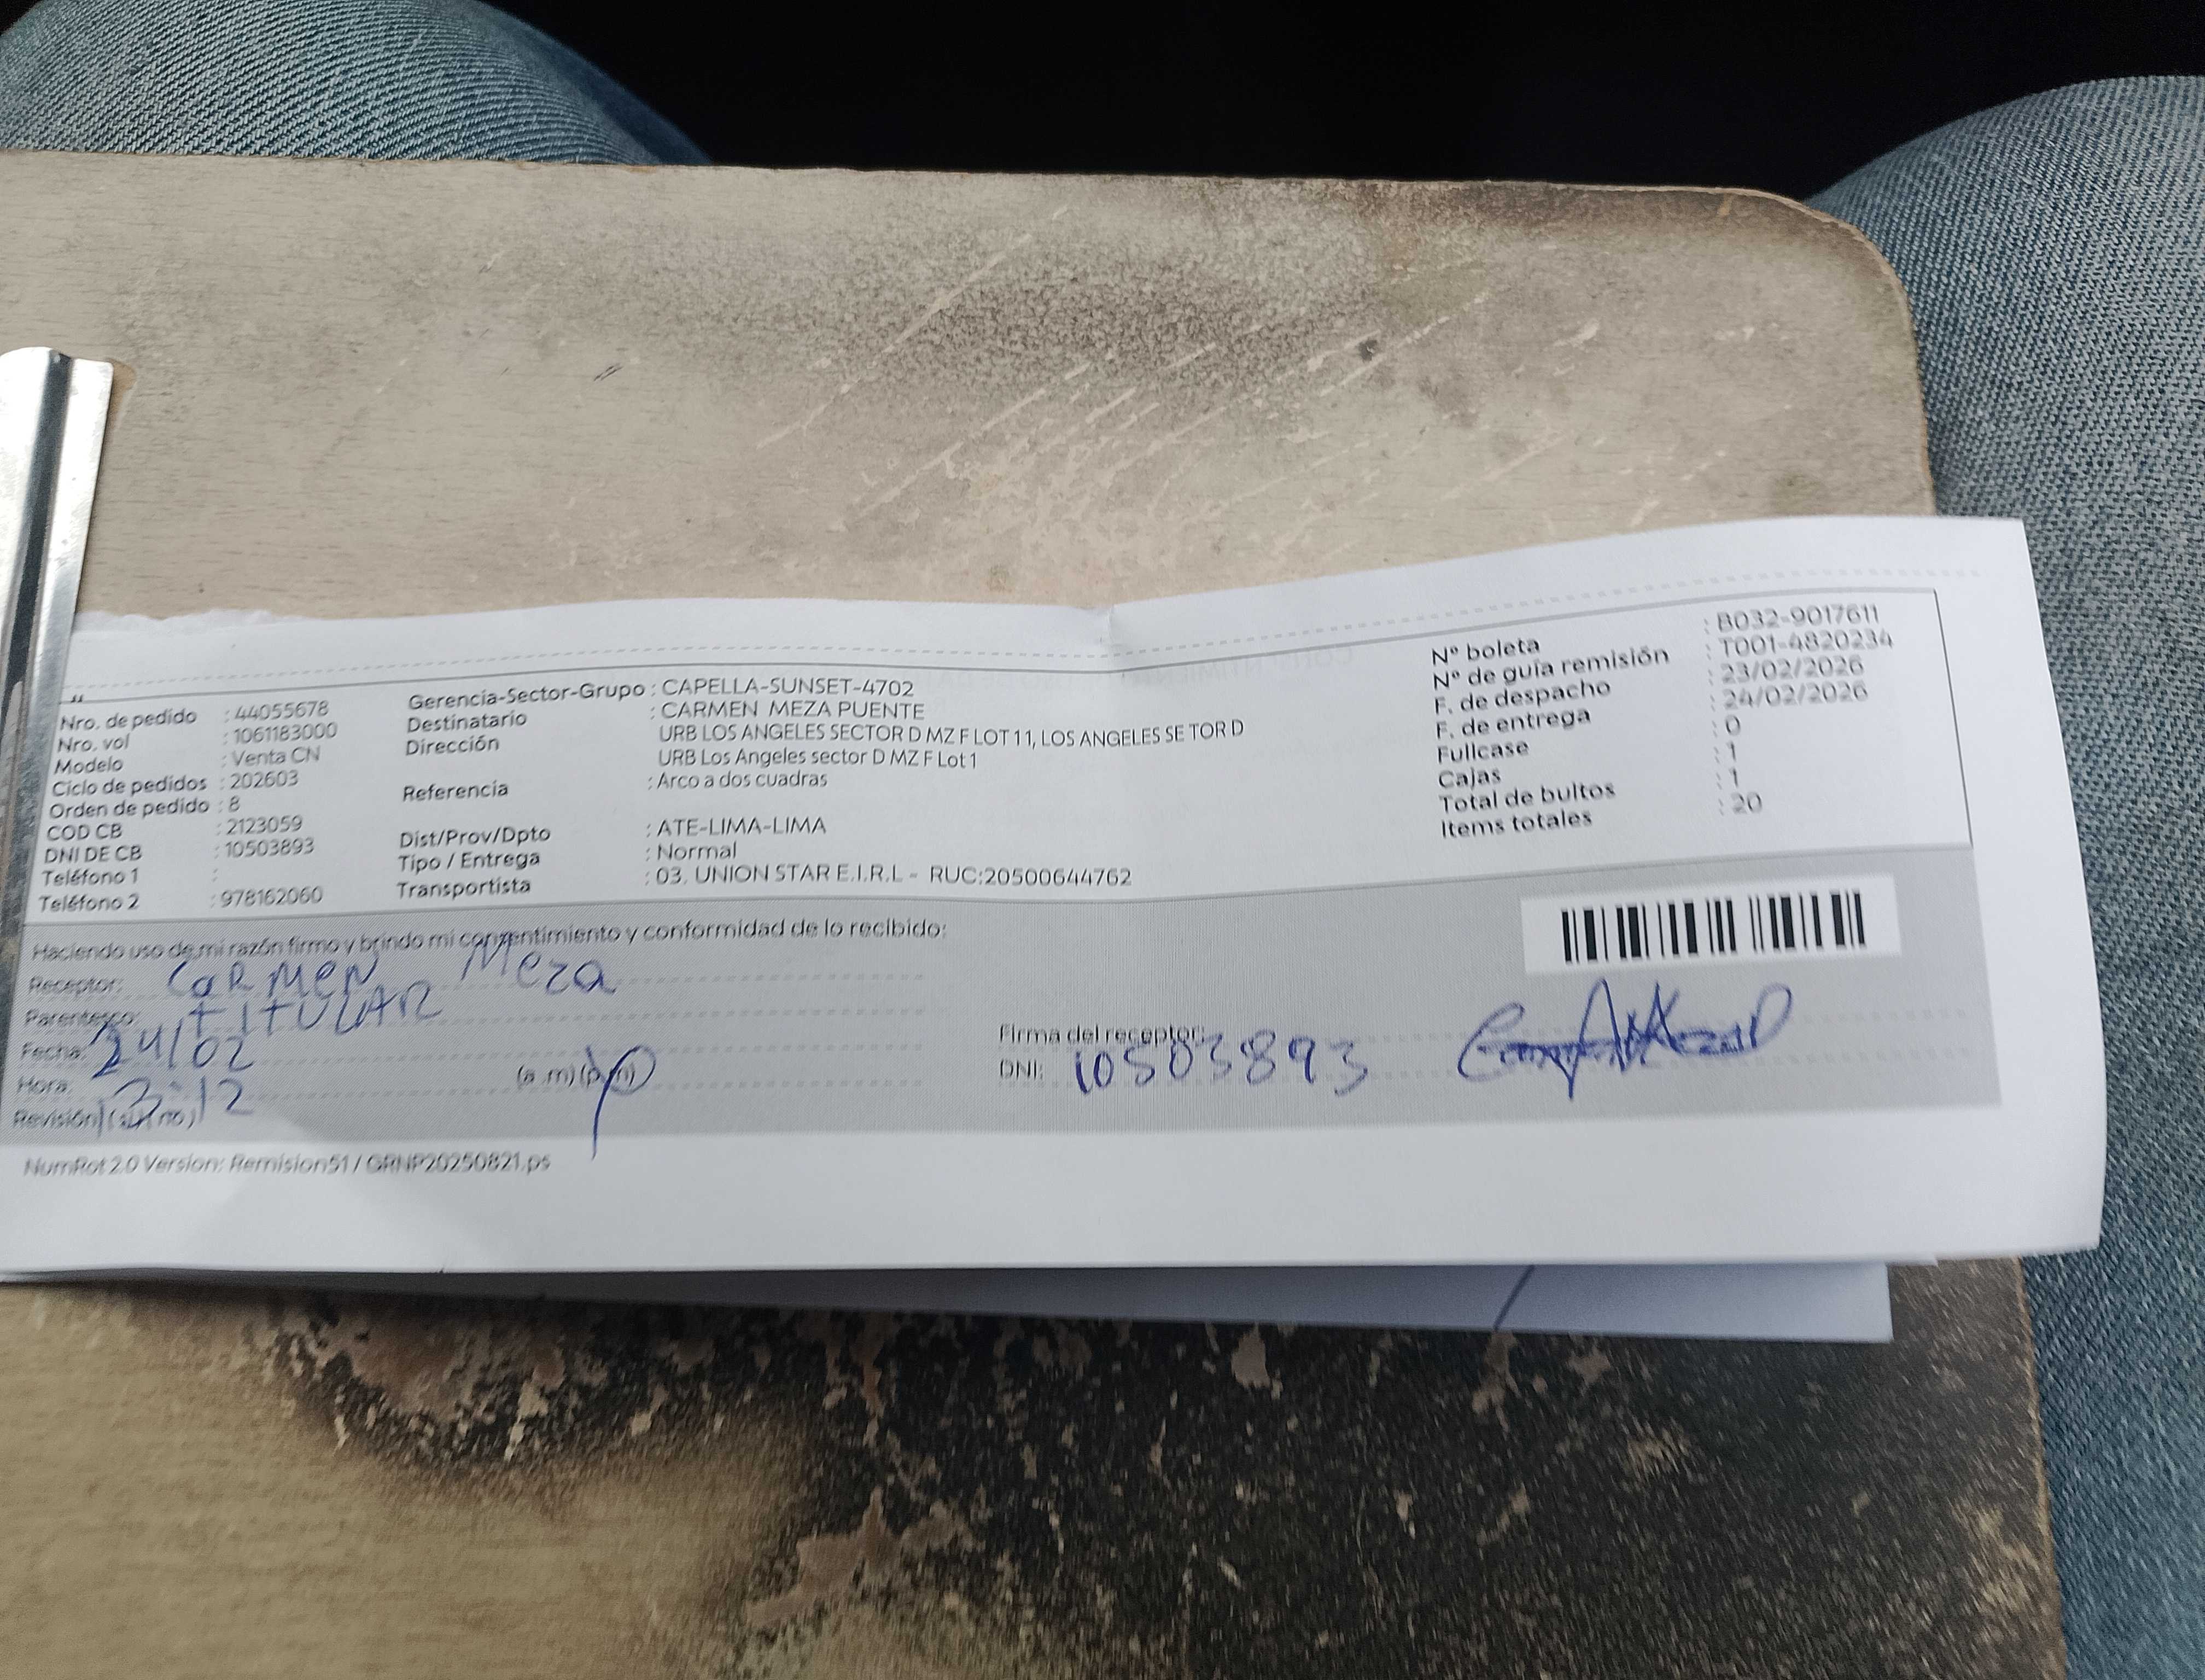 Nro. de pedido : 44055678
Nro. vol : 1061183000
Modelo : Venta CN
Ciclo de pedidos : 202603
Orden de pedido : 8
COD CB : 2123059
DNI DE CB : 10503893
Teléfono 1 :
Teléfono 2 : 978162060
Gerencia-Sector-Grupo : CAPELLA-SUNSET-4702
Destinatario : CARMEN MEZA PUENTE
Dirección URB LOS ANGELES SECTOR D MZ F LOT 11, LOS ANGELES SE TOR D
URB Los Angeles sector D MZ F Lot 1
Referencia : Arco a dos cuadras
Dist/Prov/Dpto : ATE-LIMA-LIMA
Tipo / Entrega : Normal
Transportista : 03. UNION STAR E.I.R.L - RUC:20500644762
Nº boleta : B032-9017611
Nº de guía remisión : T001-4820234
F. de despacho : 23/02/2026
F. de entrega : 24/02/2026
Fullcase : 0
Cajas : 1
Total de bultos : 1
Items totales : 20
Haciendo uso de mi razón firmo y brindo mi consentimiento y conformidad de lo recibido:
Receptor: CaRMeN Meza
Parentesco: TITULAR
Fecha: 24/02
Hora: 3:12 (a.m) (p.m)
Revisión (si) (no)
Firma del receptor:
DNI: 10503893
NumRot 2.0 Version: Remision51 / GRNP20250821.ps